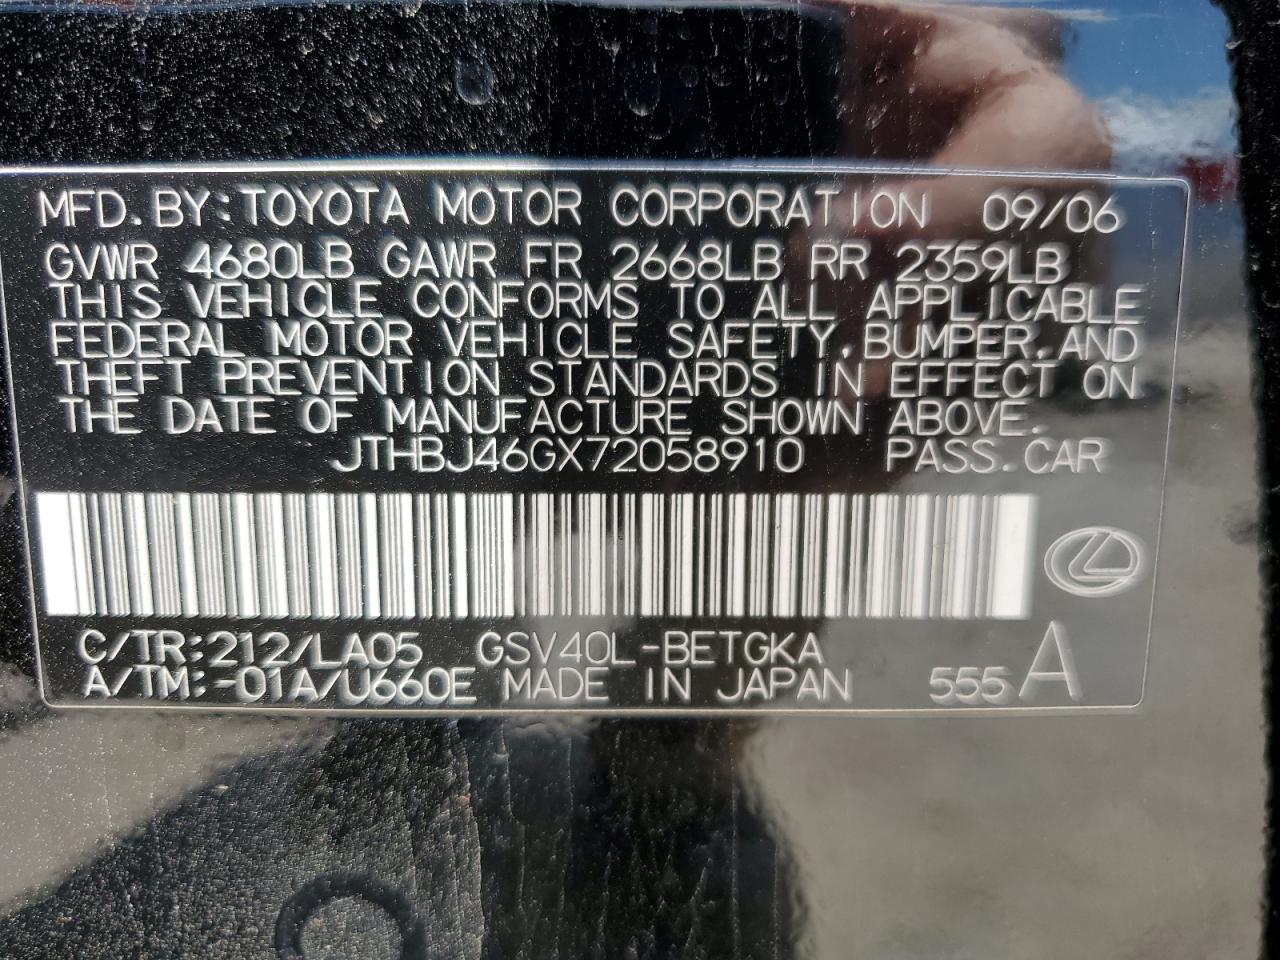 MFD. BY: TOYOTA MOTOR CORPORATION 09/06
GVWR 4680LB GAWR FR 2668LB RR 2359LB
THIS VEHICLE CONFORMS TO ALL APPLICABLE
FEDERAL MOTOR VEHICLE SAFETY, BUMPER, AND
THEFT PREVENTION STANDARDS IN EFFECT ON
THE DATE OF MANUFACTURE SHOWN ABOVE.
JTHBJ46GX72058910 PASS. CAR
C/TR: 212/LA05 GSV40L-BETGKA
A/TM: -01A/U660E MADE IN JAPAN 555 A